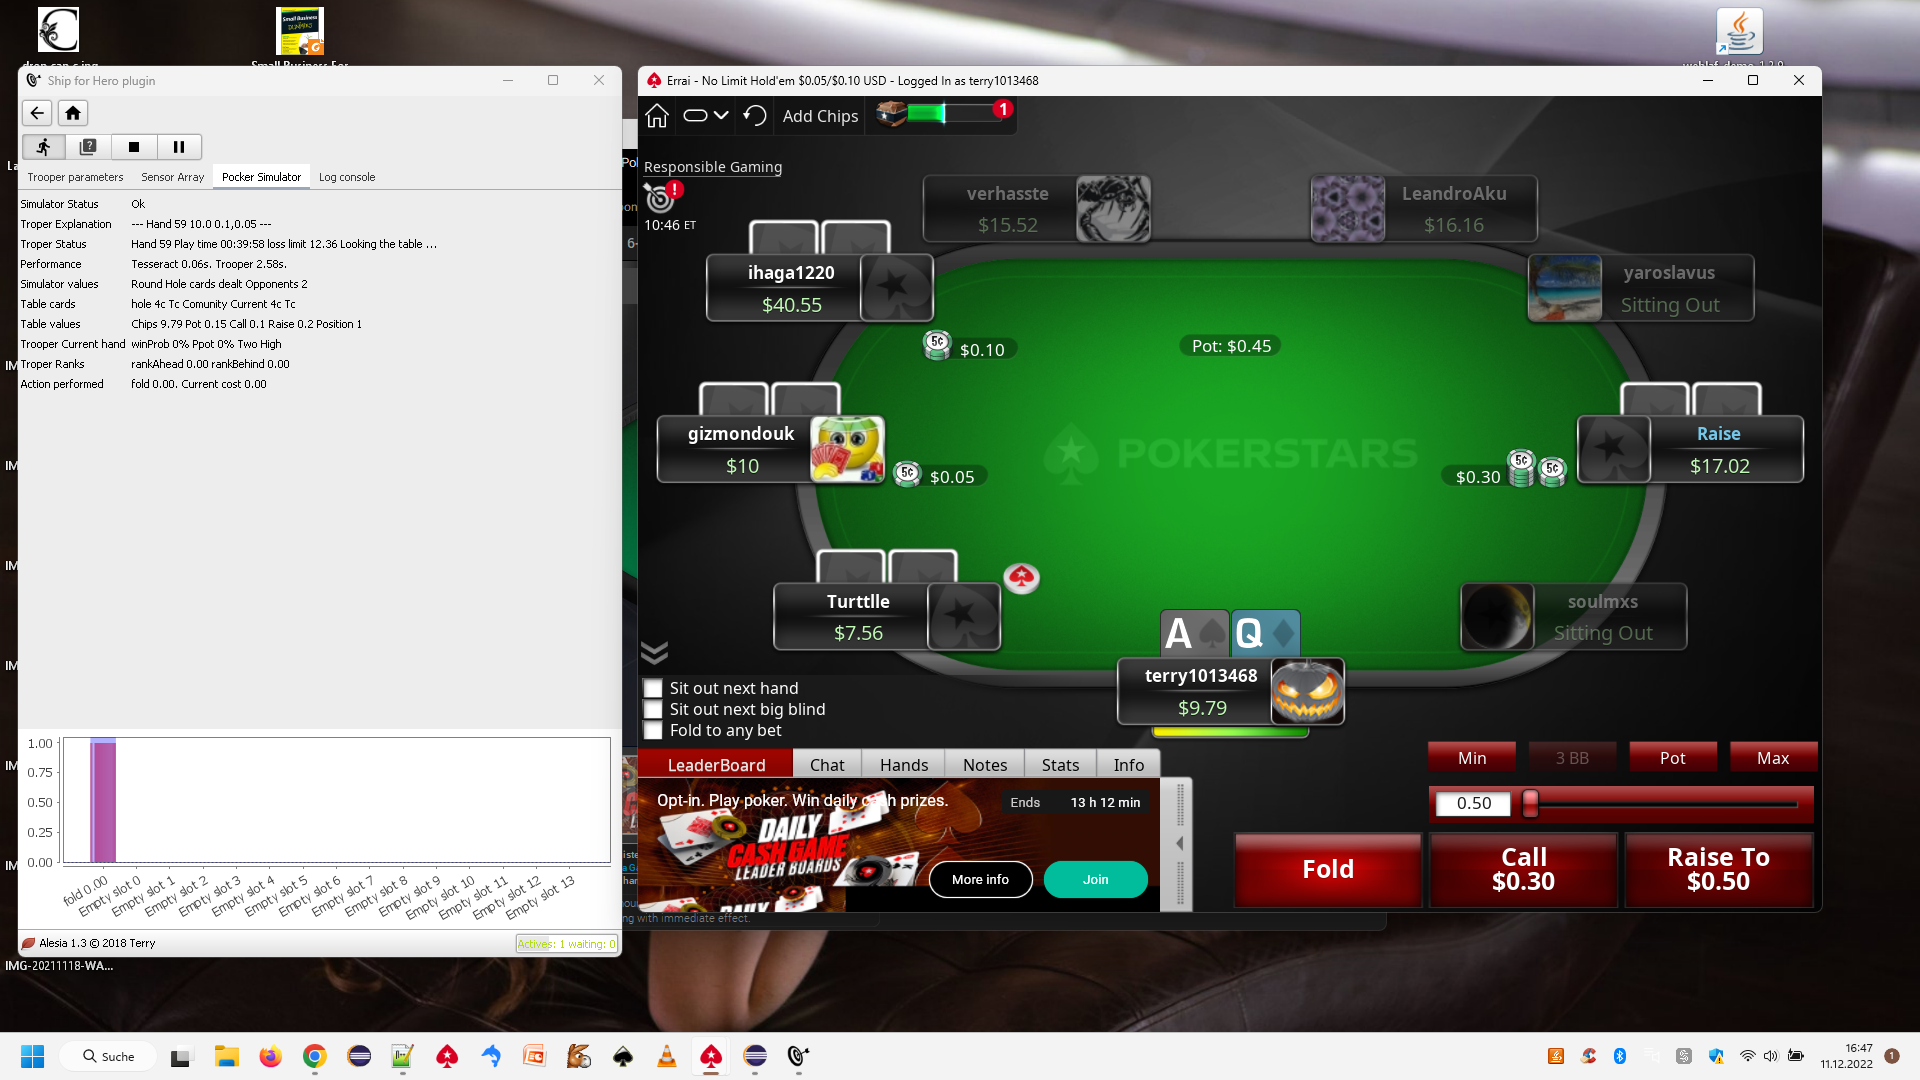 Ship for Hero plugin
Trooper parameters
Sensor Array
Pocker Simulator
Log console
Simulator Status Ok
Troper Explanation --- Hand 59 10.0 0.1,0.05 ---
Troper Status Hand 59 Play time 00:39:58 loss limit 12.36 Looking the table ...
Performance Tesseract 0.06s. Trooper 2.58s.
Simulator values Round Hole cards dealt Opponents 2
Table cards hole 4c Tc Comunity Current 4c Tc
Table values Chips 9.79 Pot 0.15 Call 0.1 Raise 0.2 Position 1
Trooper Current hand winProb 0% Ppot 0% Two High
Troper Ranks rankAhead 0.00 rankBehind 0.00
Action performed fold 0.00. Current cost 0.00
1.00
0.75
0.50
0.25
0.00
fold 0.00
Empty slot 0
Empty slot 1
Empty slot 2
Empty slot 3
Empty slot 4
Empty slot 5
Empty slot 6
Empty slot 7
Empty slot 8
Empty slot 9
Empty slot 10
Empty slot 11
Empty slot 12
Empty slot 13
Alesia 1.3 © 2018 Terry
Actives: 1 waiting: 0
IMG-20211118-WA...
Errai - No Limit Hold'em $0.05/$0.10 USD - Logged In as terry1013468
Add Chips
1
Responsible Gaming
!
10:46 ET
verhasste
$15.52
LeandroAku
$16.16
ihaga1220
$40.55
yaroslavus
Sitting Out
5¢ $0.10
Pot: $0.45
gizmondouk
$10
5¢ $0.05
POKERSTARS
$0.30 5¢ 5¢
Raise
$17.02
Turttlle
$7.56
A Q
terry1013468
$9.79
soulmxs
Sitting Out
Sit out next hand
Sit out next big blind
Fold to any bet
LeaderBoard
Chat
Hands
Notes
Stats
Info
Opt-in. Play poker. Win daily cash prizes.
Ends 13 h 12 min
DAILY
CASH GAME
LEADER BOARDS
DAILY
More info
Join
ng with immediate effect.
Min
3 BB
Pot
Max
0.50
Fold
Call
$0.30
Raise To
$0.50
Suche
16:47
11.12.2022
1